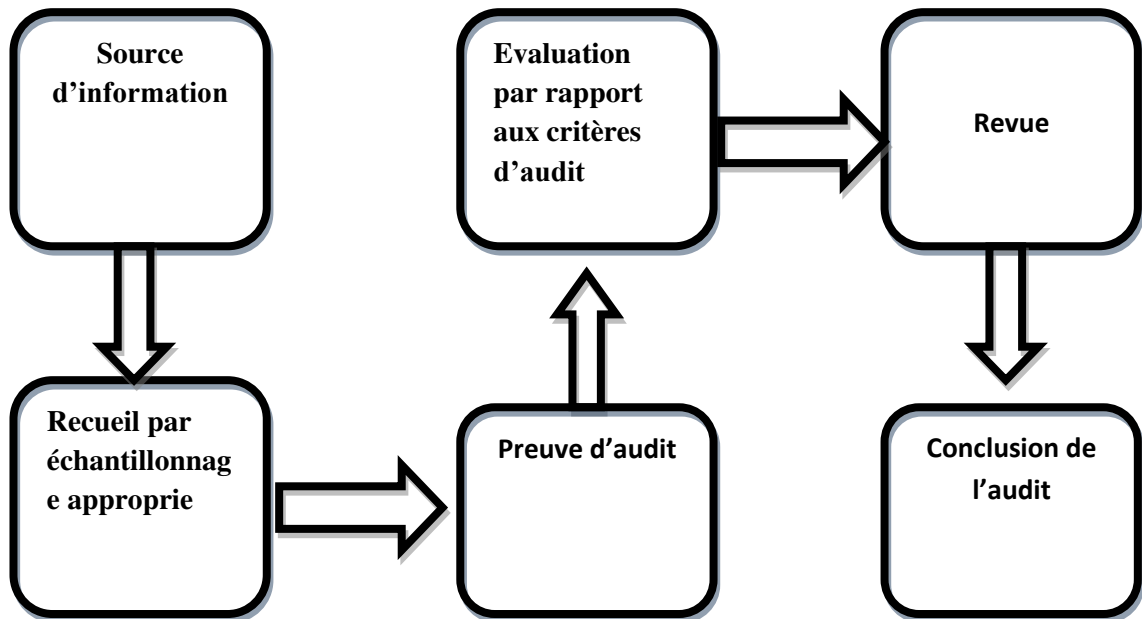 Source
d'information
Recueil par
échantillonnag
e approprie
Preuve d'audit
Evaluation
par rapport
aux critères
d'audit
Revue
Conclusion de
l'audit